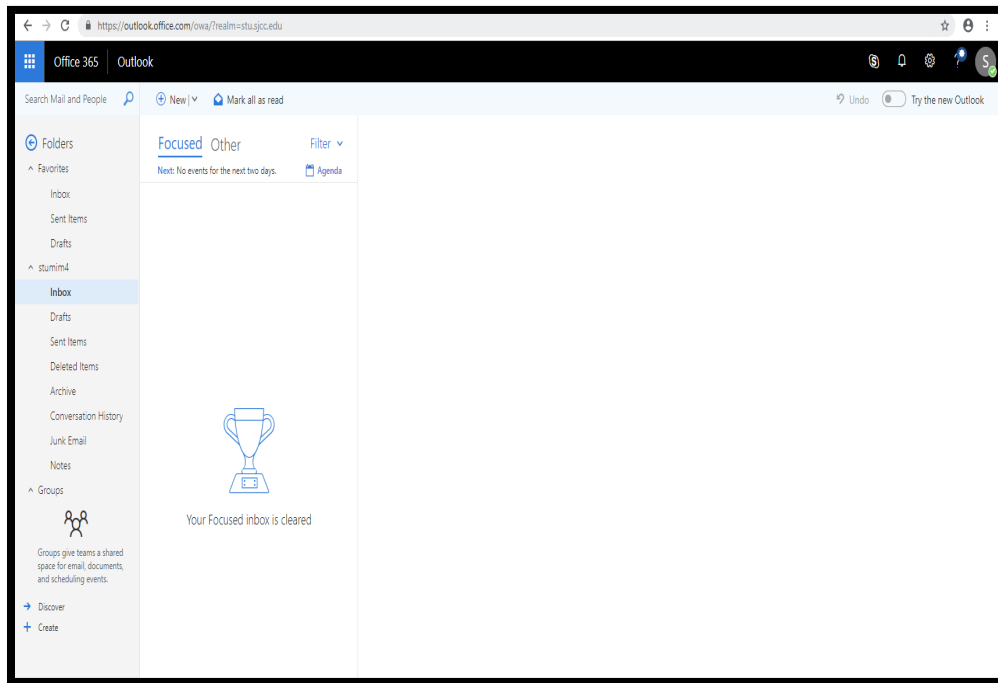 https://outlook.office.com/owa/?realm=stu.sjcc.edu
Office 365 Outlook
S
S
Search Mail and People
New
Mark all as read
Undo
Try the new Outlook
Folders
Favorites
Inbox
Sent Items
Drafts
stumim4
Inbox
Drafts
Sent Items
Deleted Items
Archive
Conversation History
Junk Email
Notes
Groups
Groups give teams a shared
space for email, documents,
and scheduling events.
Discover
Create
Focused Other Filter
Next: No events for the next two days. Agenda
Your Focused inbox is cleared